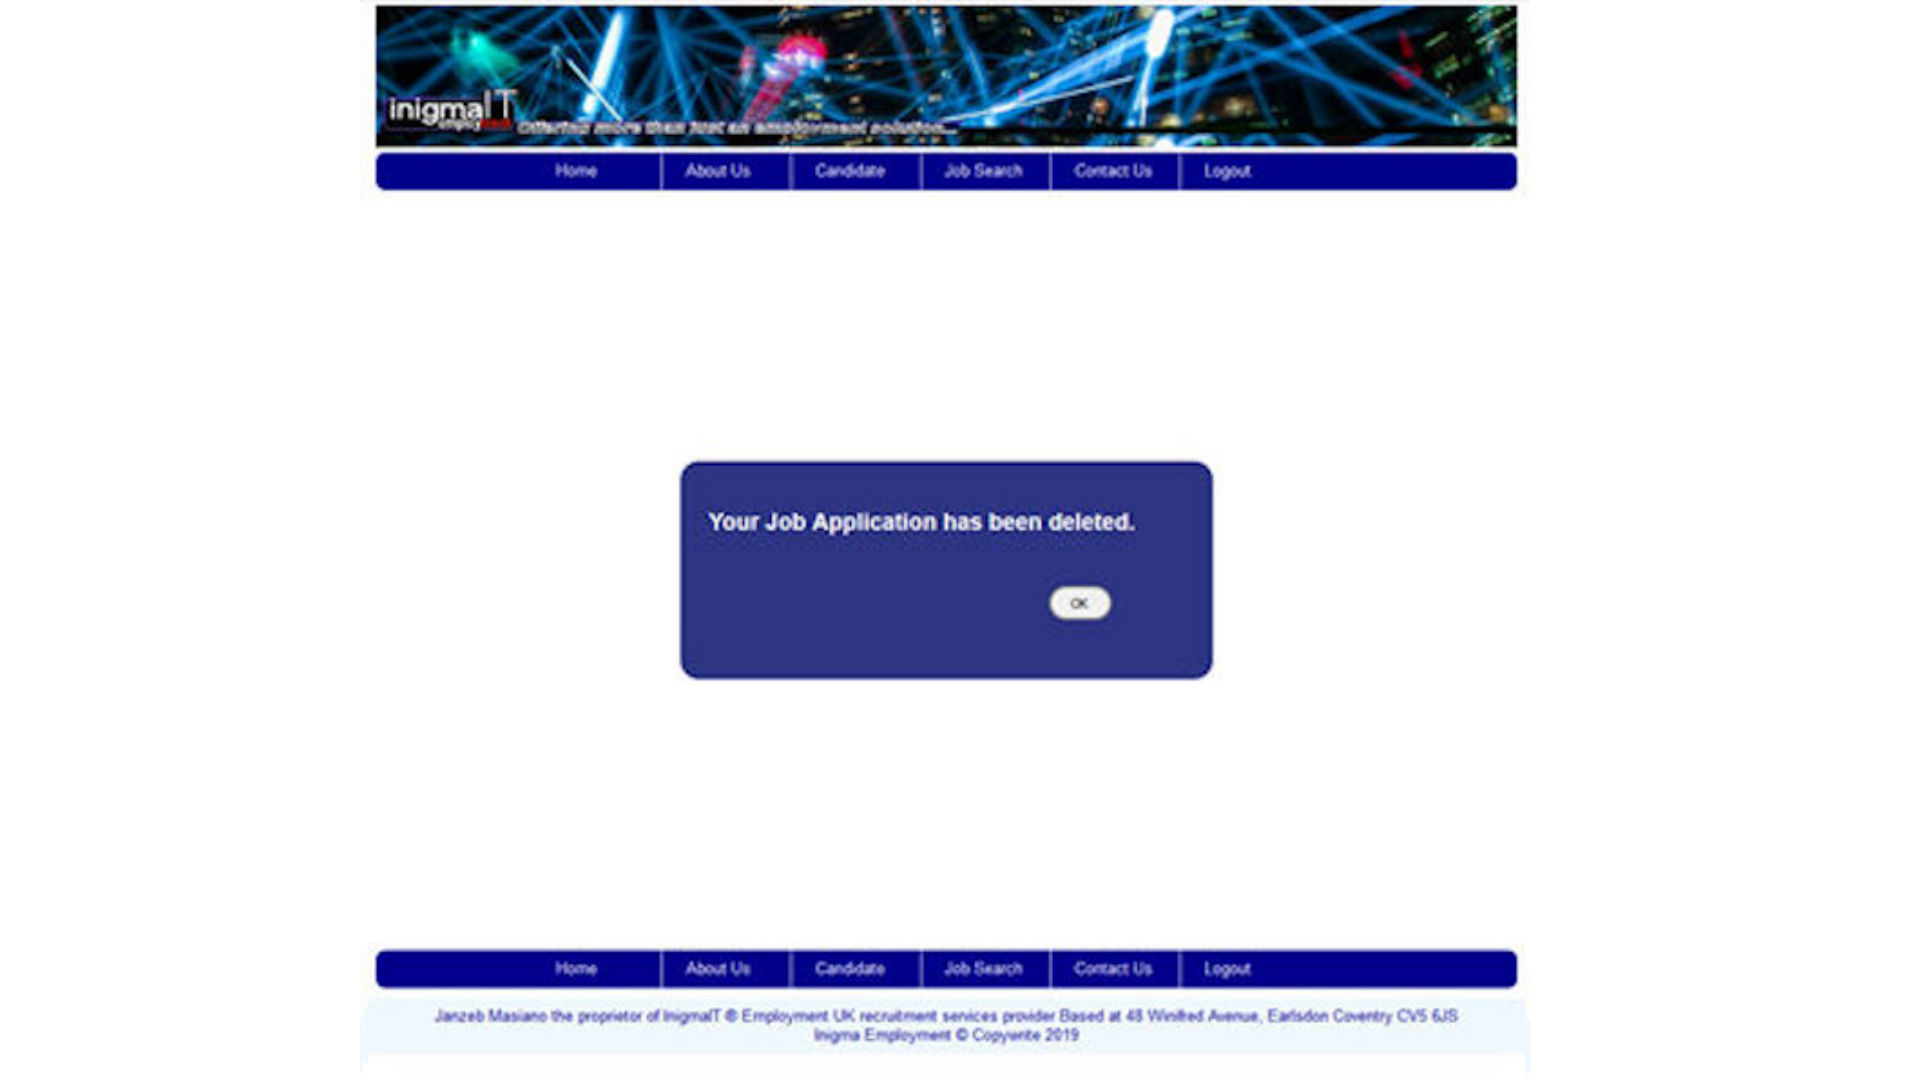 inigmaIT
Offering more than just an employment solution...
Home
About Us
Candidate
Job Search
Contact Us
Logout
Your Job Application has been deleted.
OK
Home
About Us
Candidate
Job Search
Contact Us
Logout
Janzeb Masiano the proprietor of InigmaIT ® Employment UK recruitment services provider Based at 48 Winifred Avenue, Earlsdon Coventry CV5 6JS
Inigma Employment © Copywrite 2019